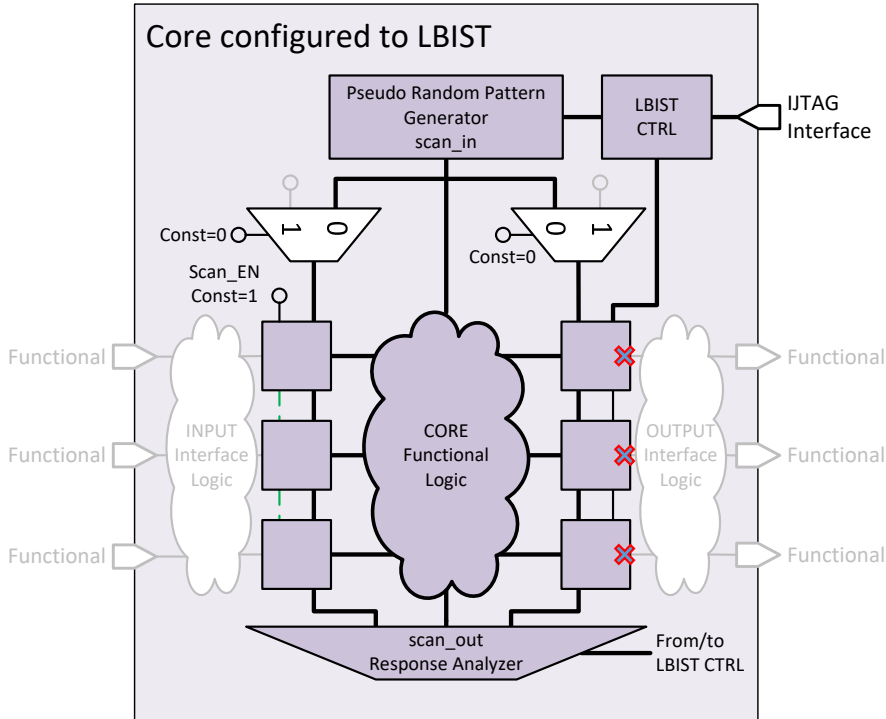 Core configured to LBIST
Pseudo Random Pattern
Generator
scan_in
LBIST
CTRL
IJTAG
Interface
1
0
0
1
Const=0
Const=0
Scan_EN
Const=1
Functional
Functional
INPUT
Interface
Logic
CORE
Functional
Logic
OUTPUT
Interface
Logic
Functional
Functional
Functional
Functional
scan_out
Response Analyzer
From/to
LBIST CTRL